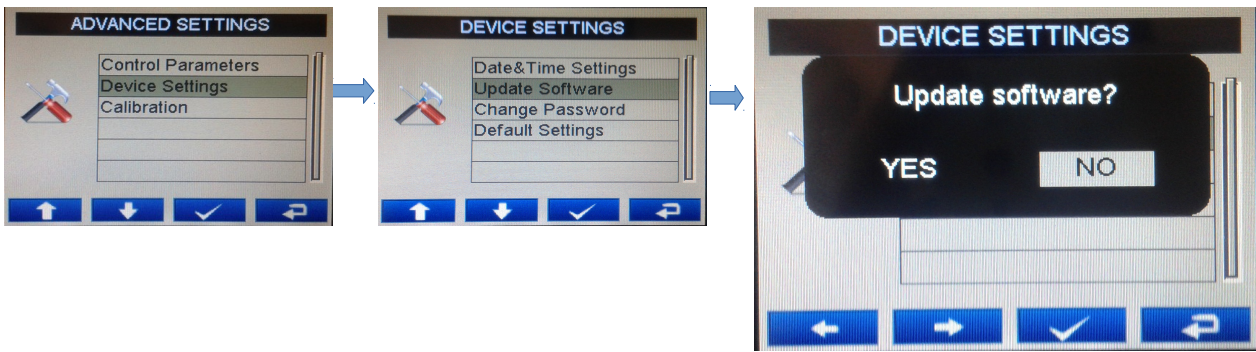 ADVANCED SETTINGS
Control Parameters
Device Settings
Calibration
DEVICE SETTINGS
Date&Time Settings
Update Software
Change Password
Default Settings
DEVICE SETTINGS
Update software?
YES NO